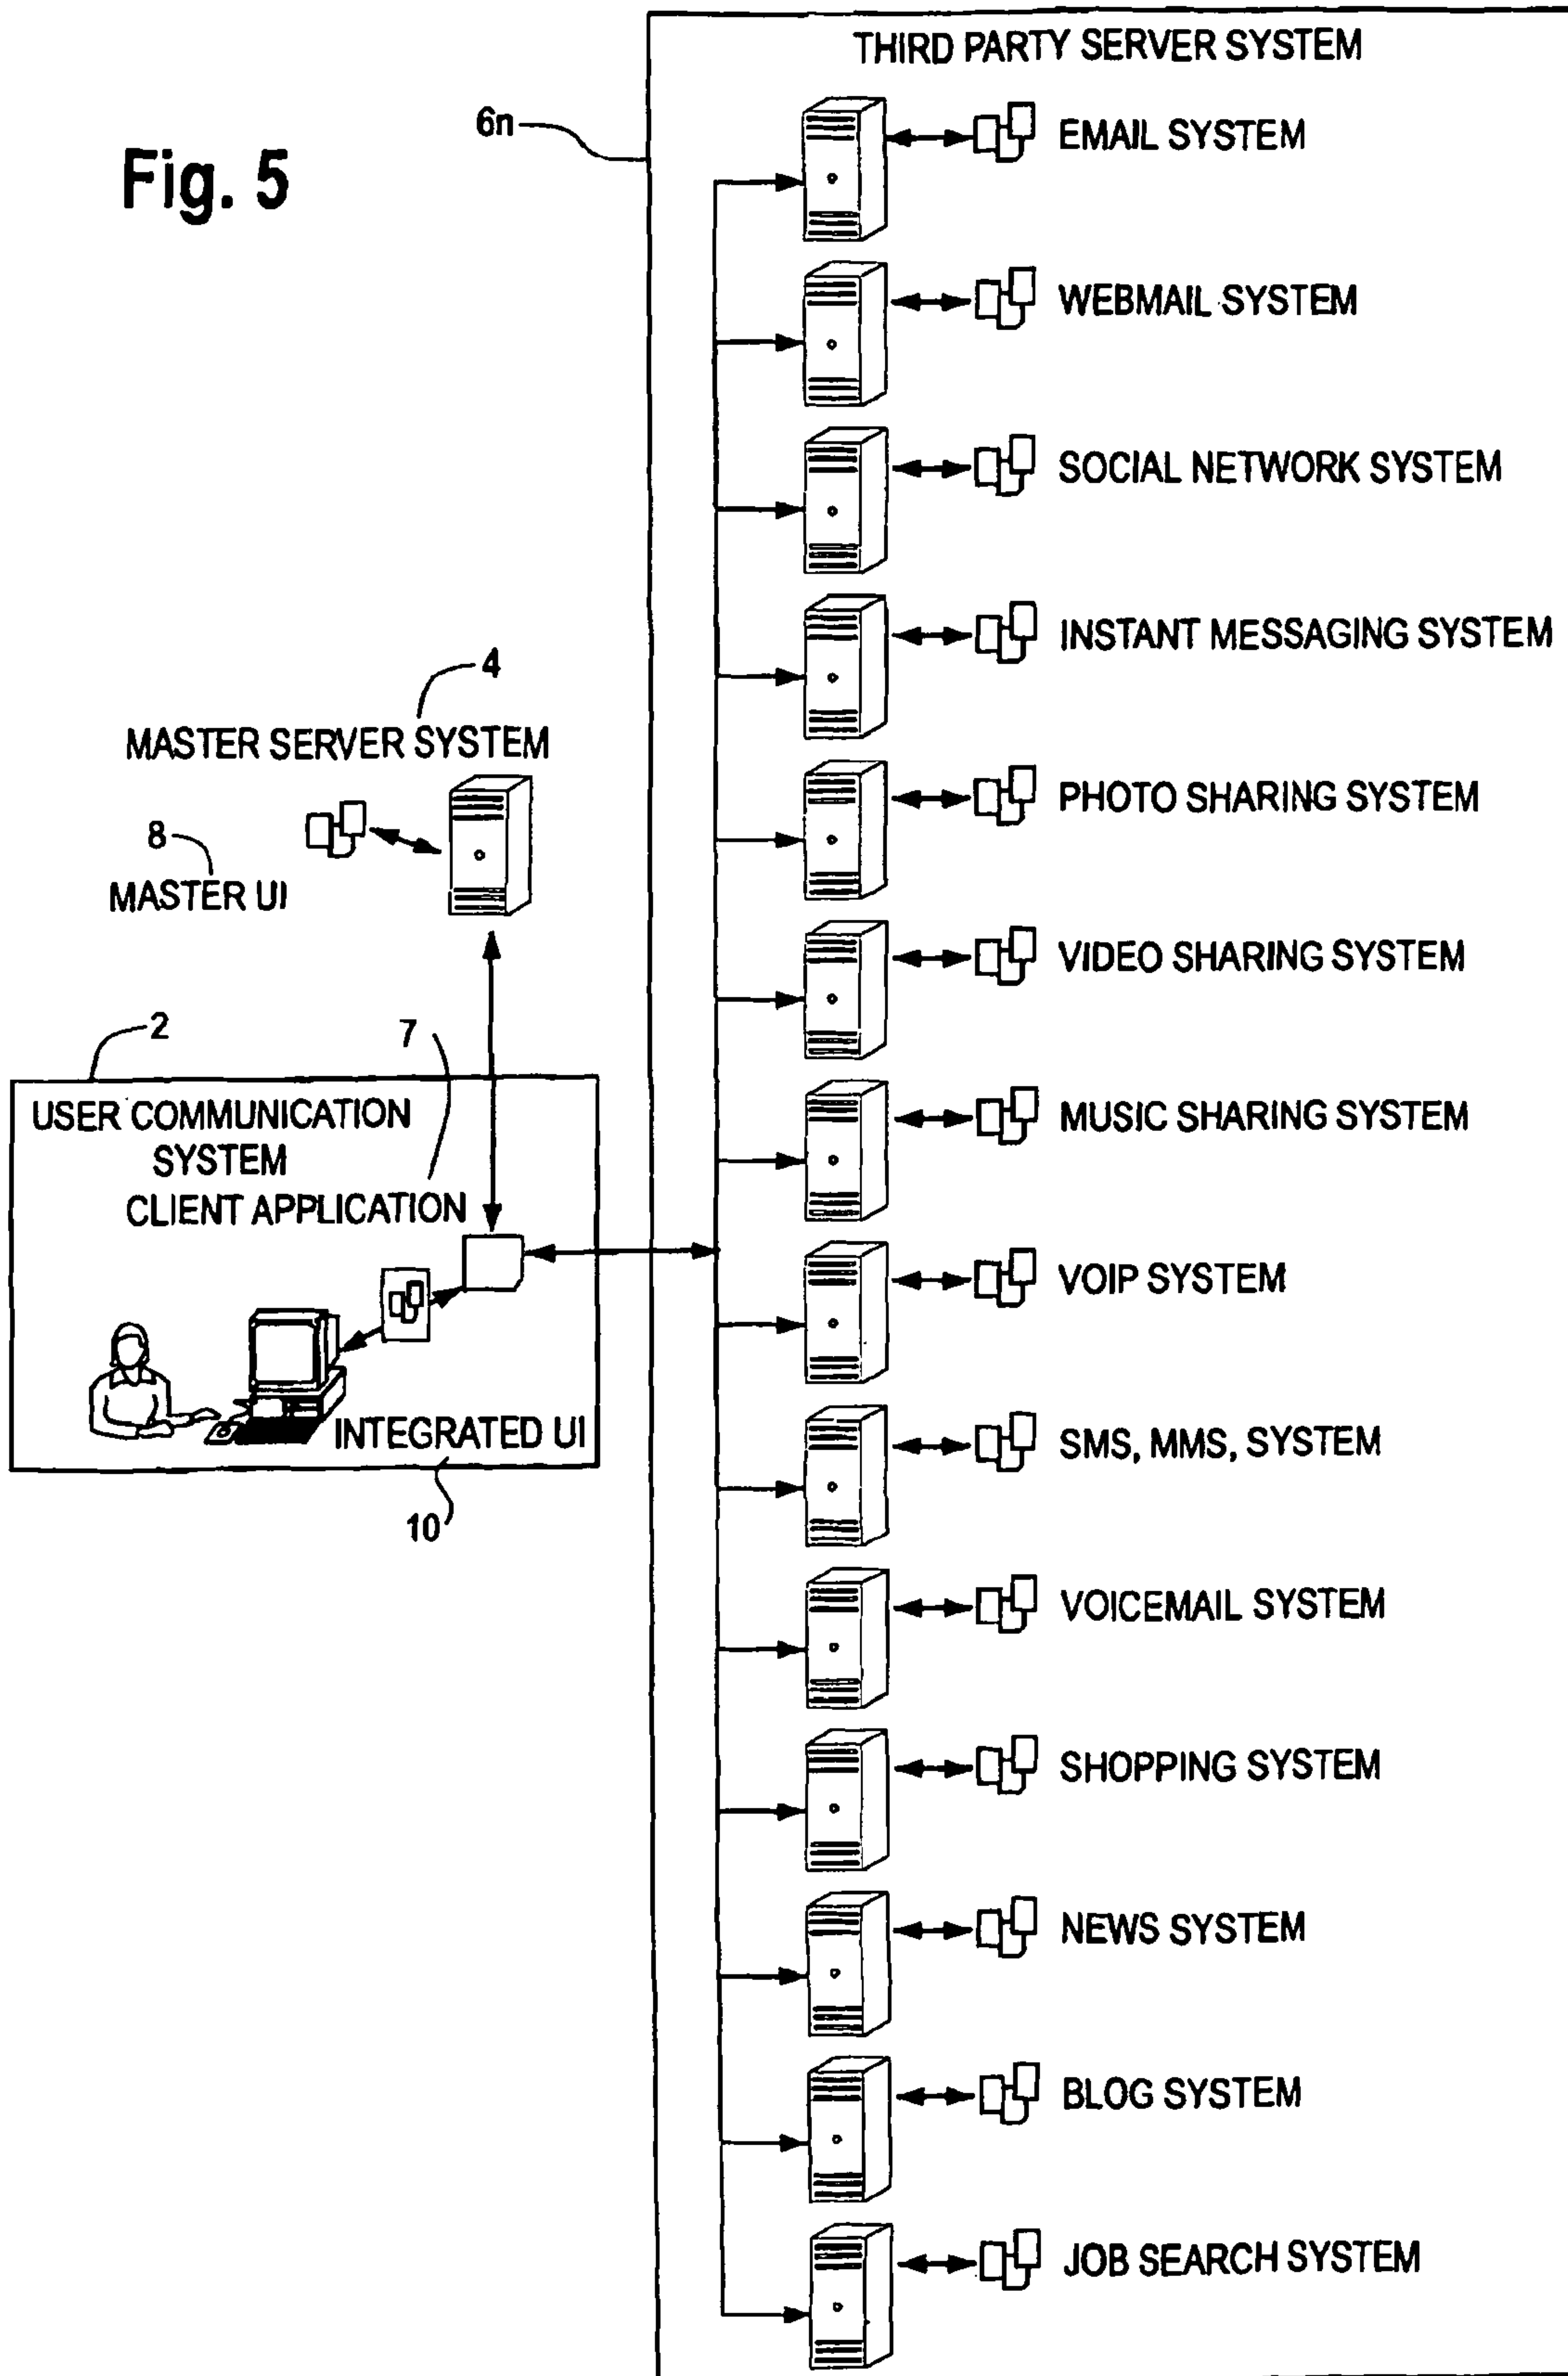 Fig. 5
6n
THIRD PARTY SERVER SYSTEM
EMAIL SYSTEM
WEBMAIL SYSTEM
SOCIAL NETWORK SYSTEM
INSTANT MESSAGING SYSTEM
PHOTO SHARING SYSTEM
VIDEO SHARING SYSTEM
MUSIC SHARING SYSTEM
VOIP SYSTEM
SMS, MMS, SYSTEM
VOICEMAIL SYSTEM
SHOPPING SYSTEM
NEWS SYSTEM
BLOG SYSTEM
JOB SEARCH SYSTEM
4
MASTER SERVER SYSTEM
8
MASTER UI
2
7
USER COMMUNICATION
SYSTEM
CLIENT APPLICATION
INTEGRATED UI
10